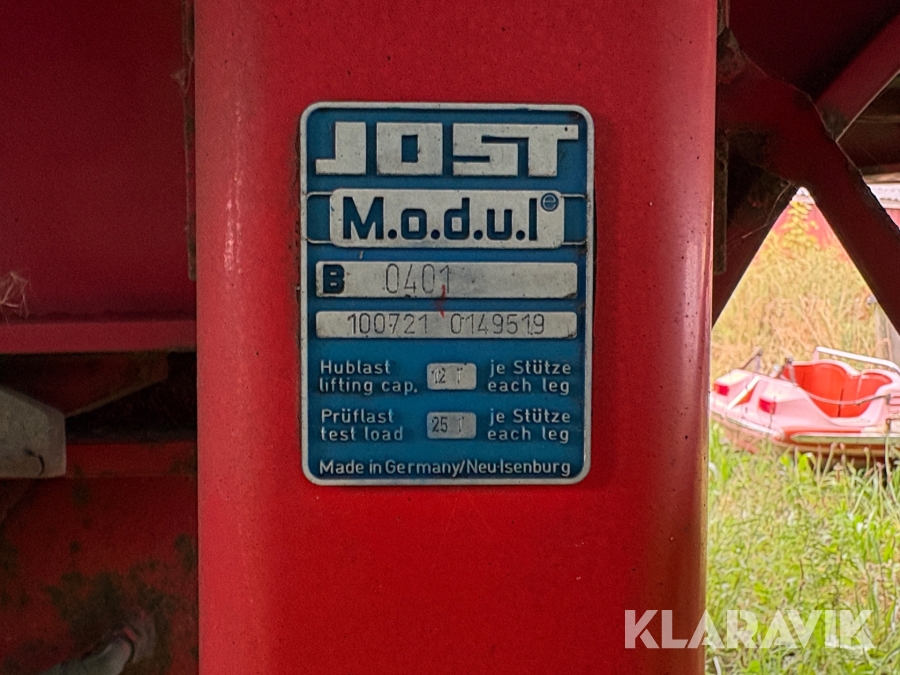 JOST
M.o.d.u.l e
B 0401
100721 0149519
Hublast 12 T je Stütze
lifting cap. each leg
Prüflast 25 T je Stütze
test load each leg
Made in Germany/Neu-Isenburg
KLARAVIK